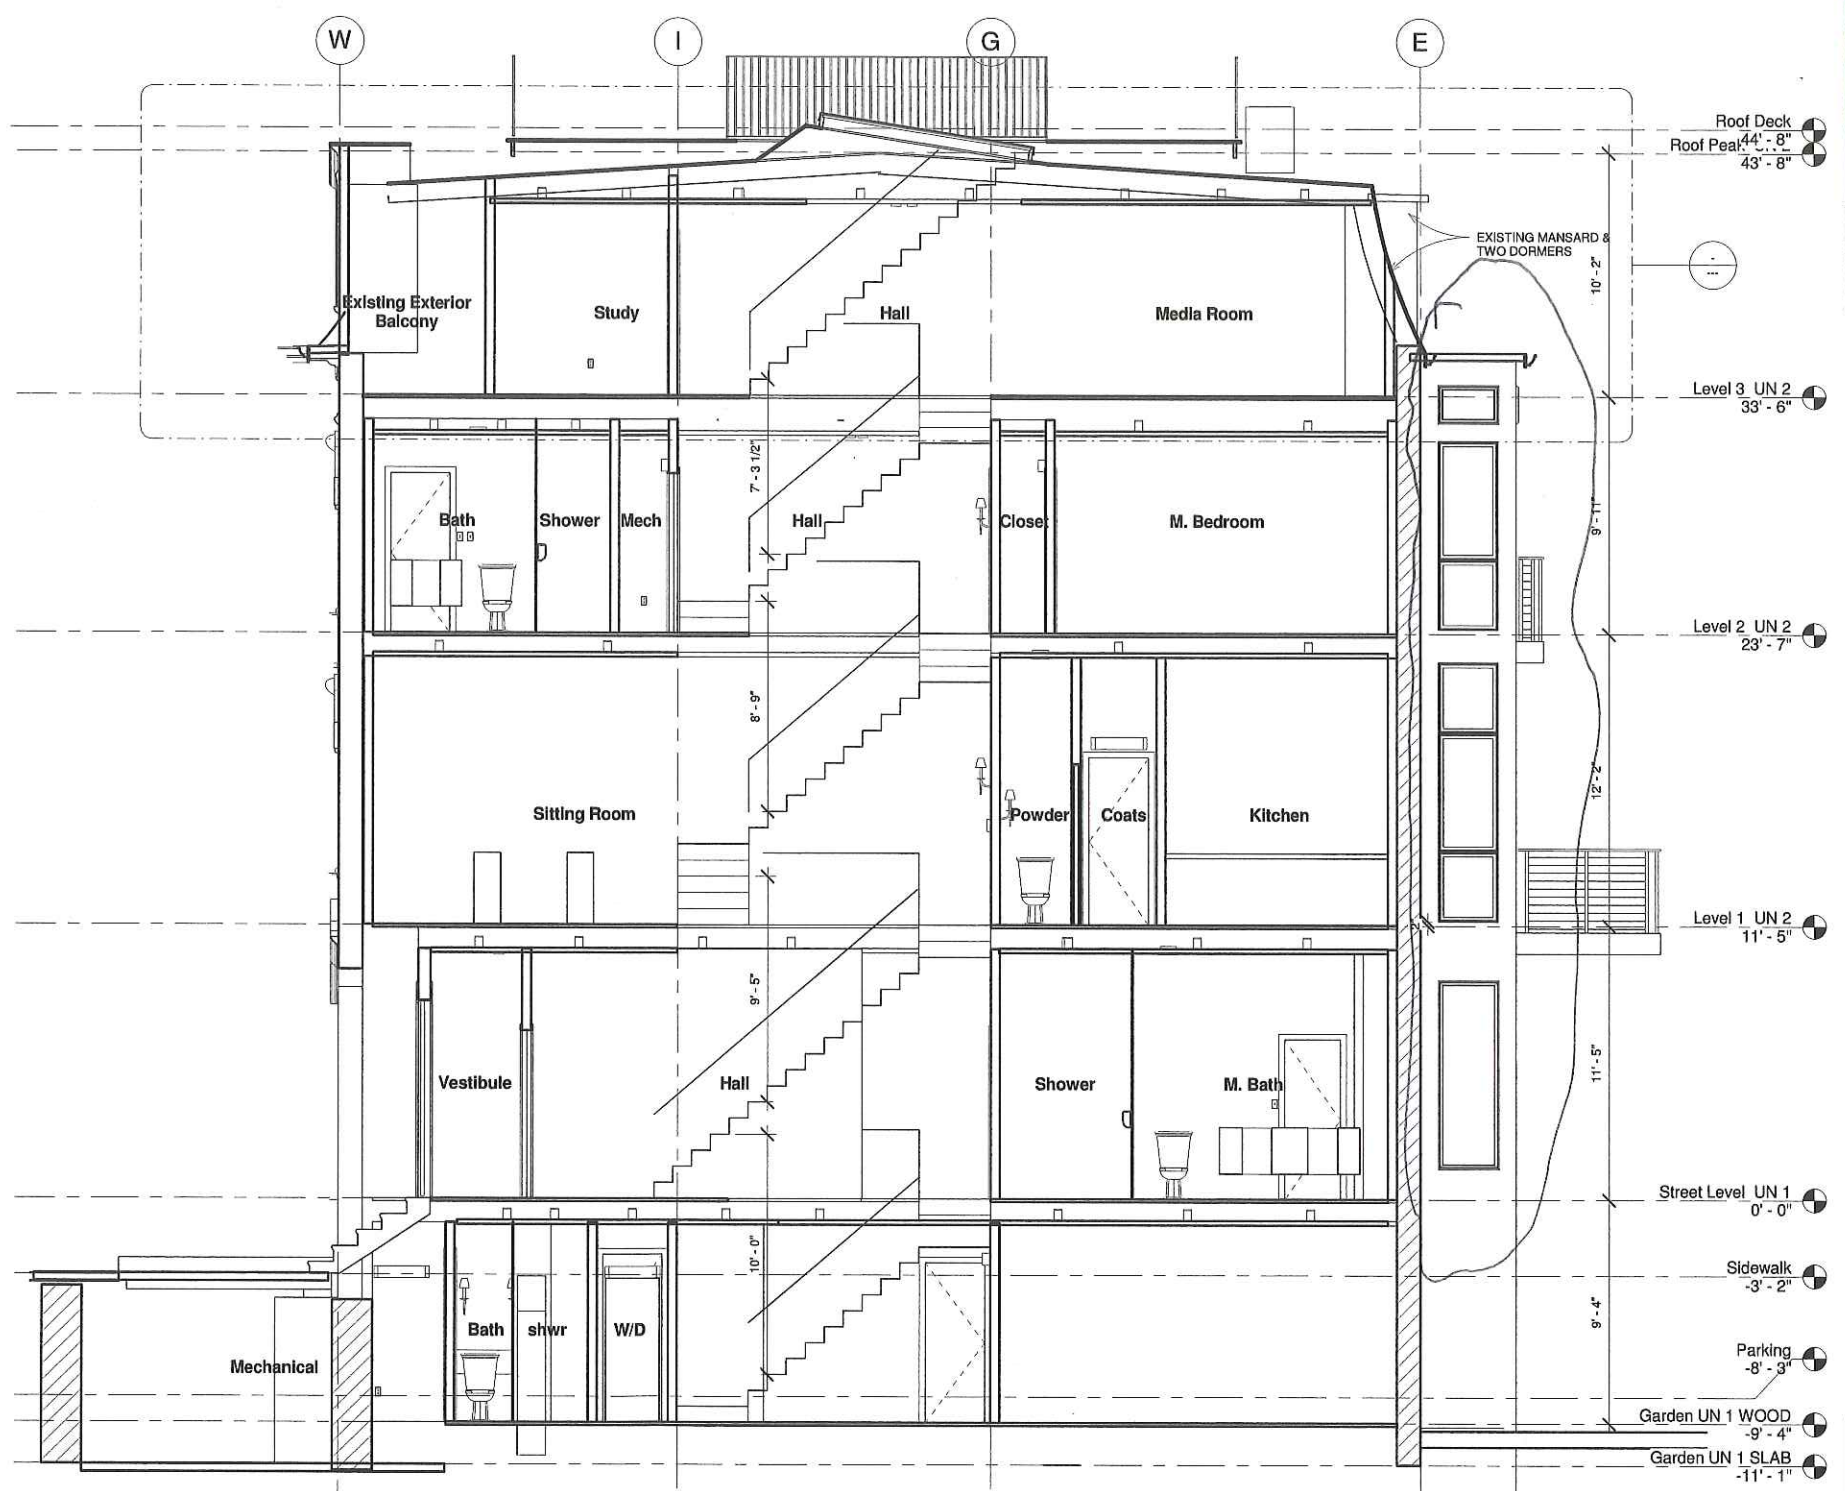 W
I
G
E
Roof Deck
44' - 8"
Roof Peak
43' - 8"
EXISTING MANSARD &
TWO DORMERS
10' - 2"
-
---
Existing Exterior
Balcony
Study
Hall
Media Room
Level 3 UN 2
33' - 6"
7' - 3 1/2"
Bath
Shower
Mech
Hall
Closet
M. Bedroom
9' - 11"
Level 2 UN 2
23' - 7"
8' - 9"
12' - 2"
Sitting Room
Powder
Coats
Kitchen
Level 1 UN 2
11' - 5"
9' - 5"
11' - 5"
Vestibule
Hall
Shower
M. Bath
Street Level UN 1
0' - 0"
10' - 0"
Sidewalk
-3' - 2"
9' - 4"
Bath
shwr
W/D
Mechanical
Parking
-8' - 3"
Garden UN 1 WOOD
-9' - 4"
Garden UN 1 SLAB
-11' - 1"